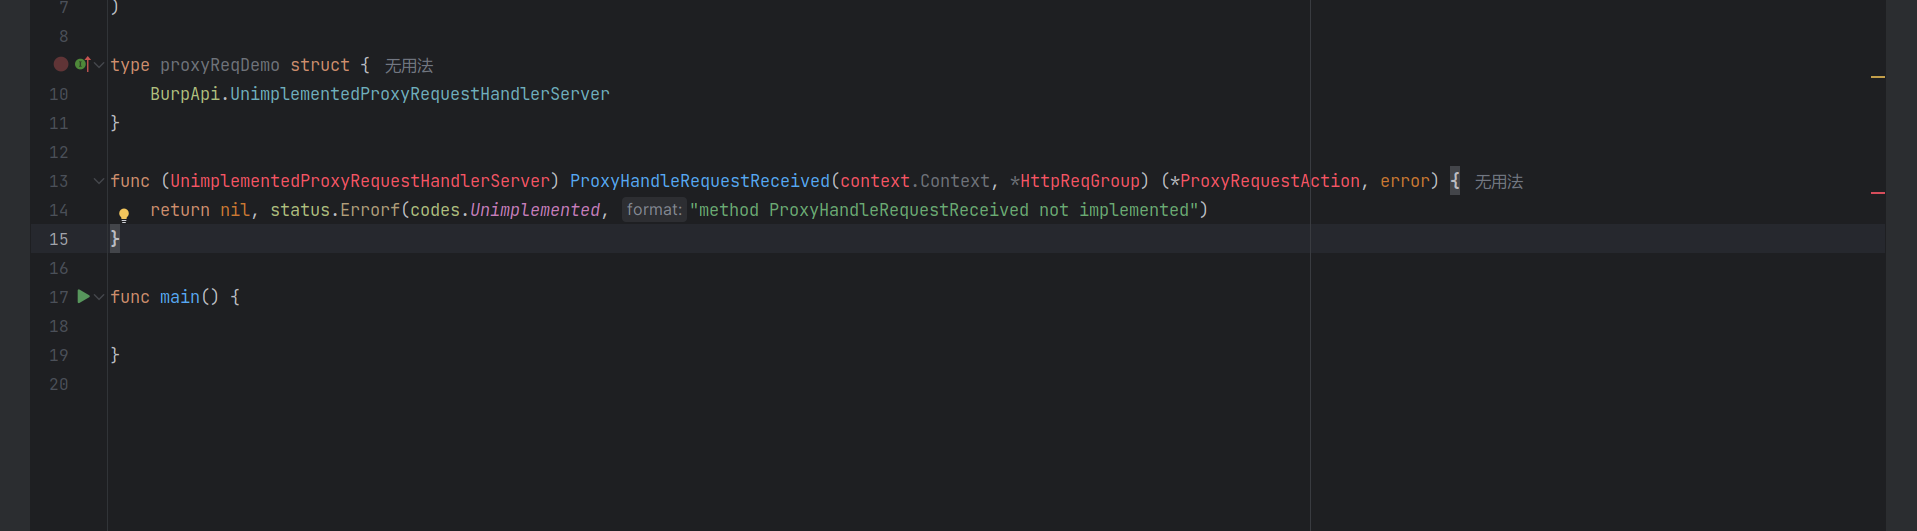 7 )
8
type proxyReqDemo struct { 无用法
10 BurpApi.UnimplementedProxyRequestHandlerServer
11 }
12
13 func (UnimplementedProxyRequestHandlerServer) ProxyHandleRequestReceived(context.Context, *HttpReqGroup) (*ProxyRequestAction, error) { 无用法
14 return nil, status.Errorf(codes.Unimplemented, format: "method ProxyHandleRequestReceived not implemented")
15 }
16
17 func main() {
18
19 }
20